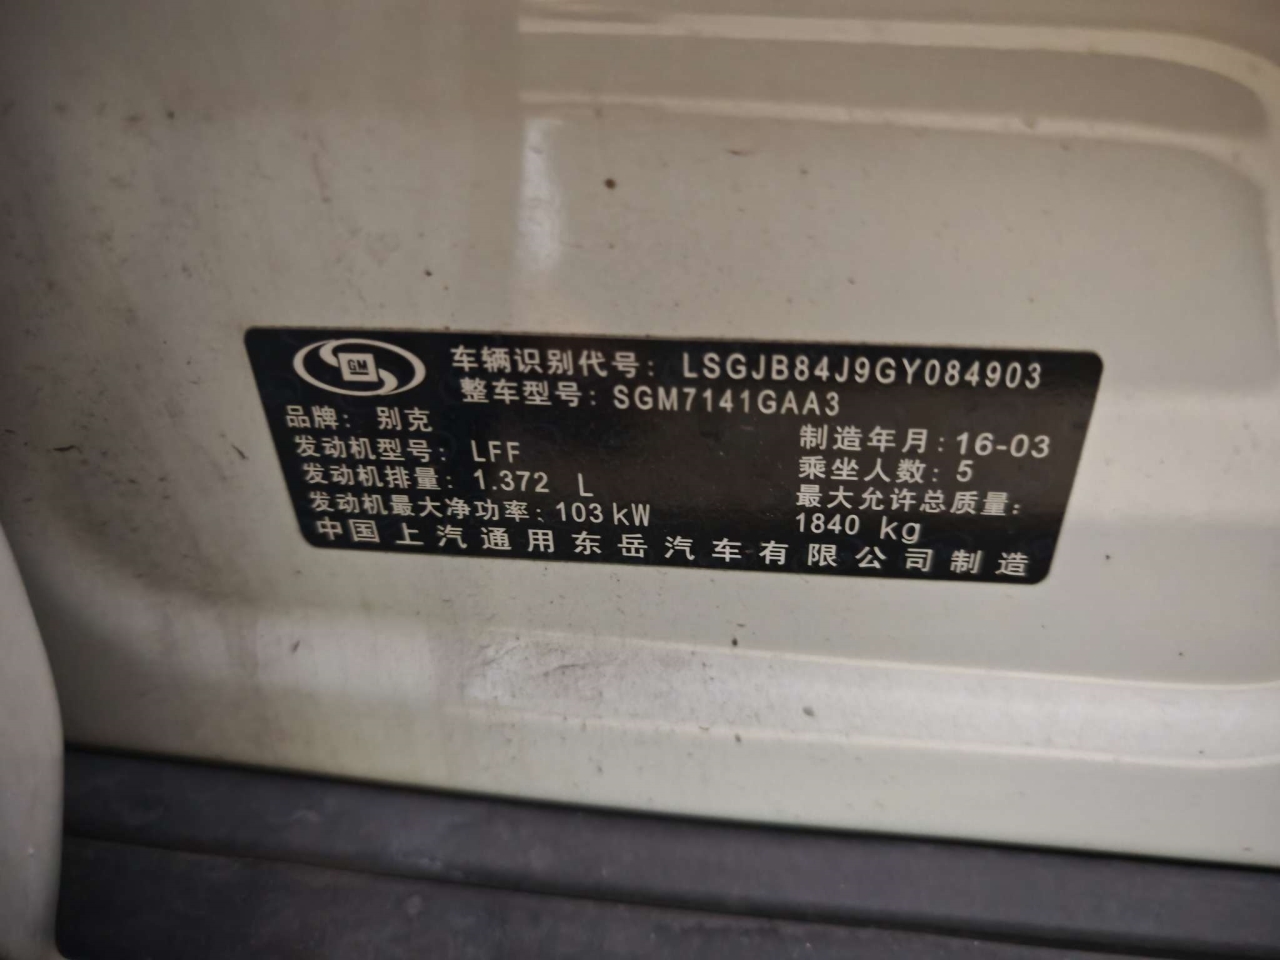 GM
车辆识别代号: LSGJB84J9GY084903
整车型号: SGM7141GAA3
品牌: 别克
制造年月: 16-03
发动机型号: LFF
乘坐人数: 5
发动机排量: 1.372 L
最大允许总质量:
1840 kg
发动机最大净功率: 103 kW
中国上汽通用东岳汽车有限公司制造